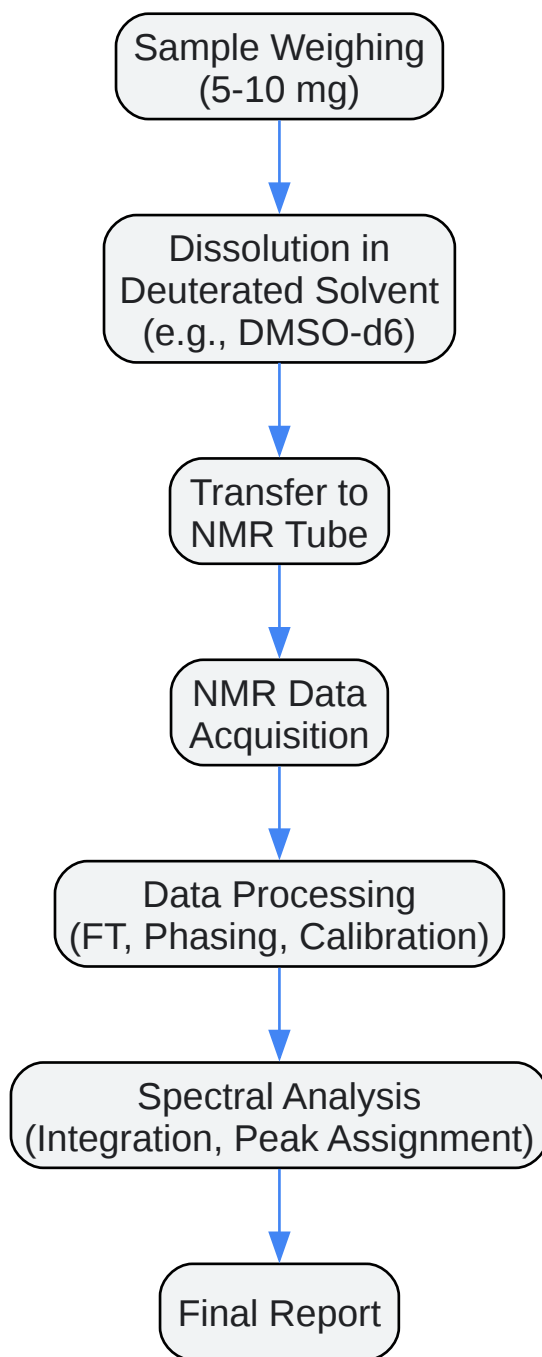 Sample Weighing
(5-10 mg)
Dissolution in
Deuterated Solvent
(e.g., DMSO-d6)
Transfer to
NMR Tube
NMR Data
Acquisition
Data Processing
(FT, Phasing, Calibration)
Spectral Analysis
(Integration, Peak Assignment)
Final Report